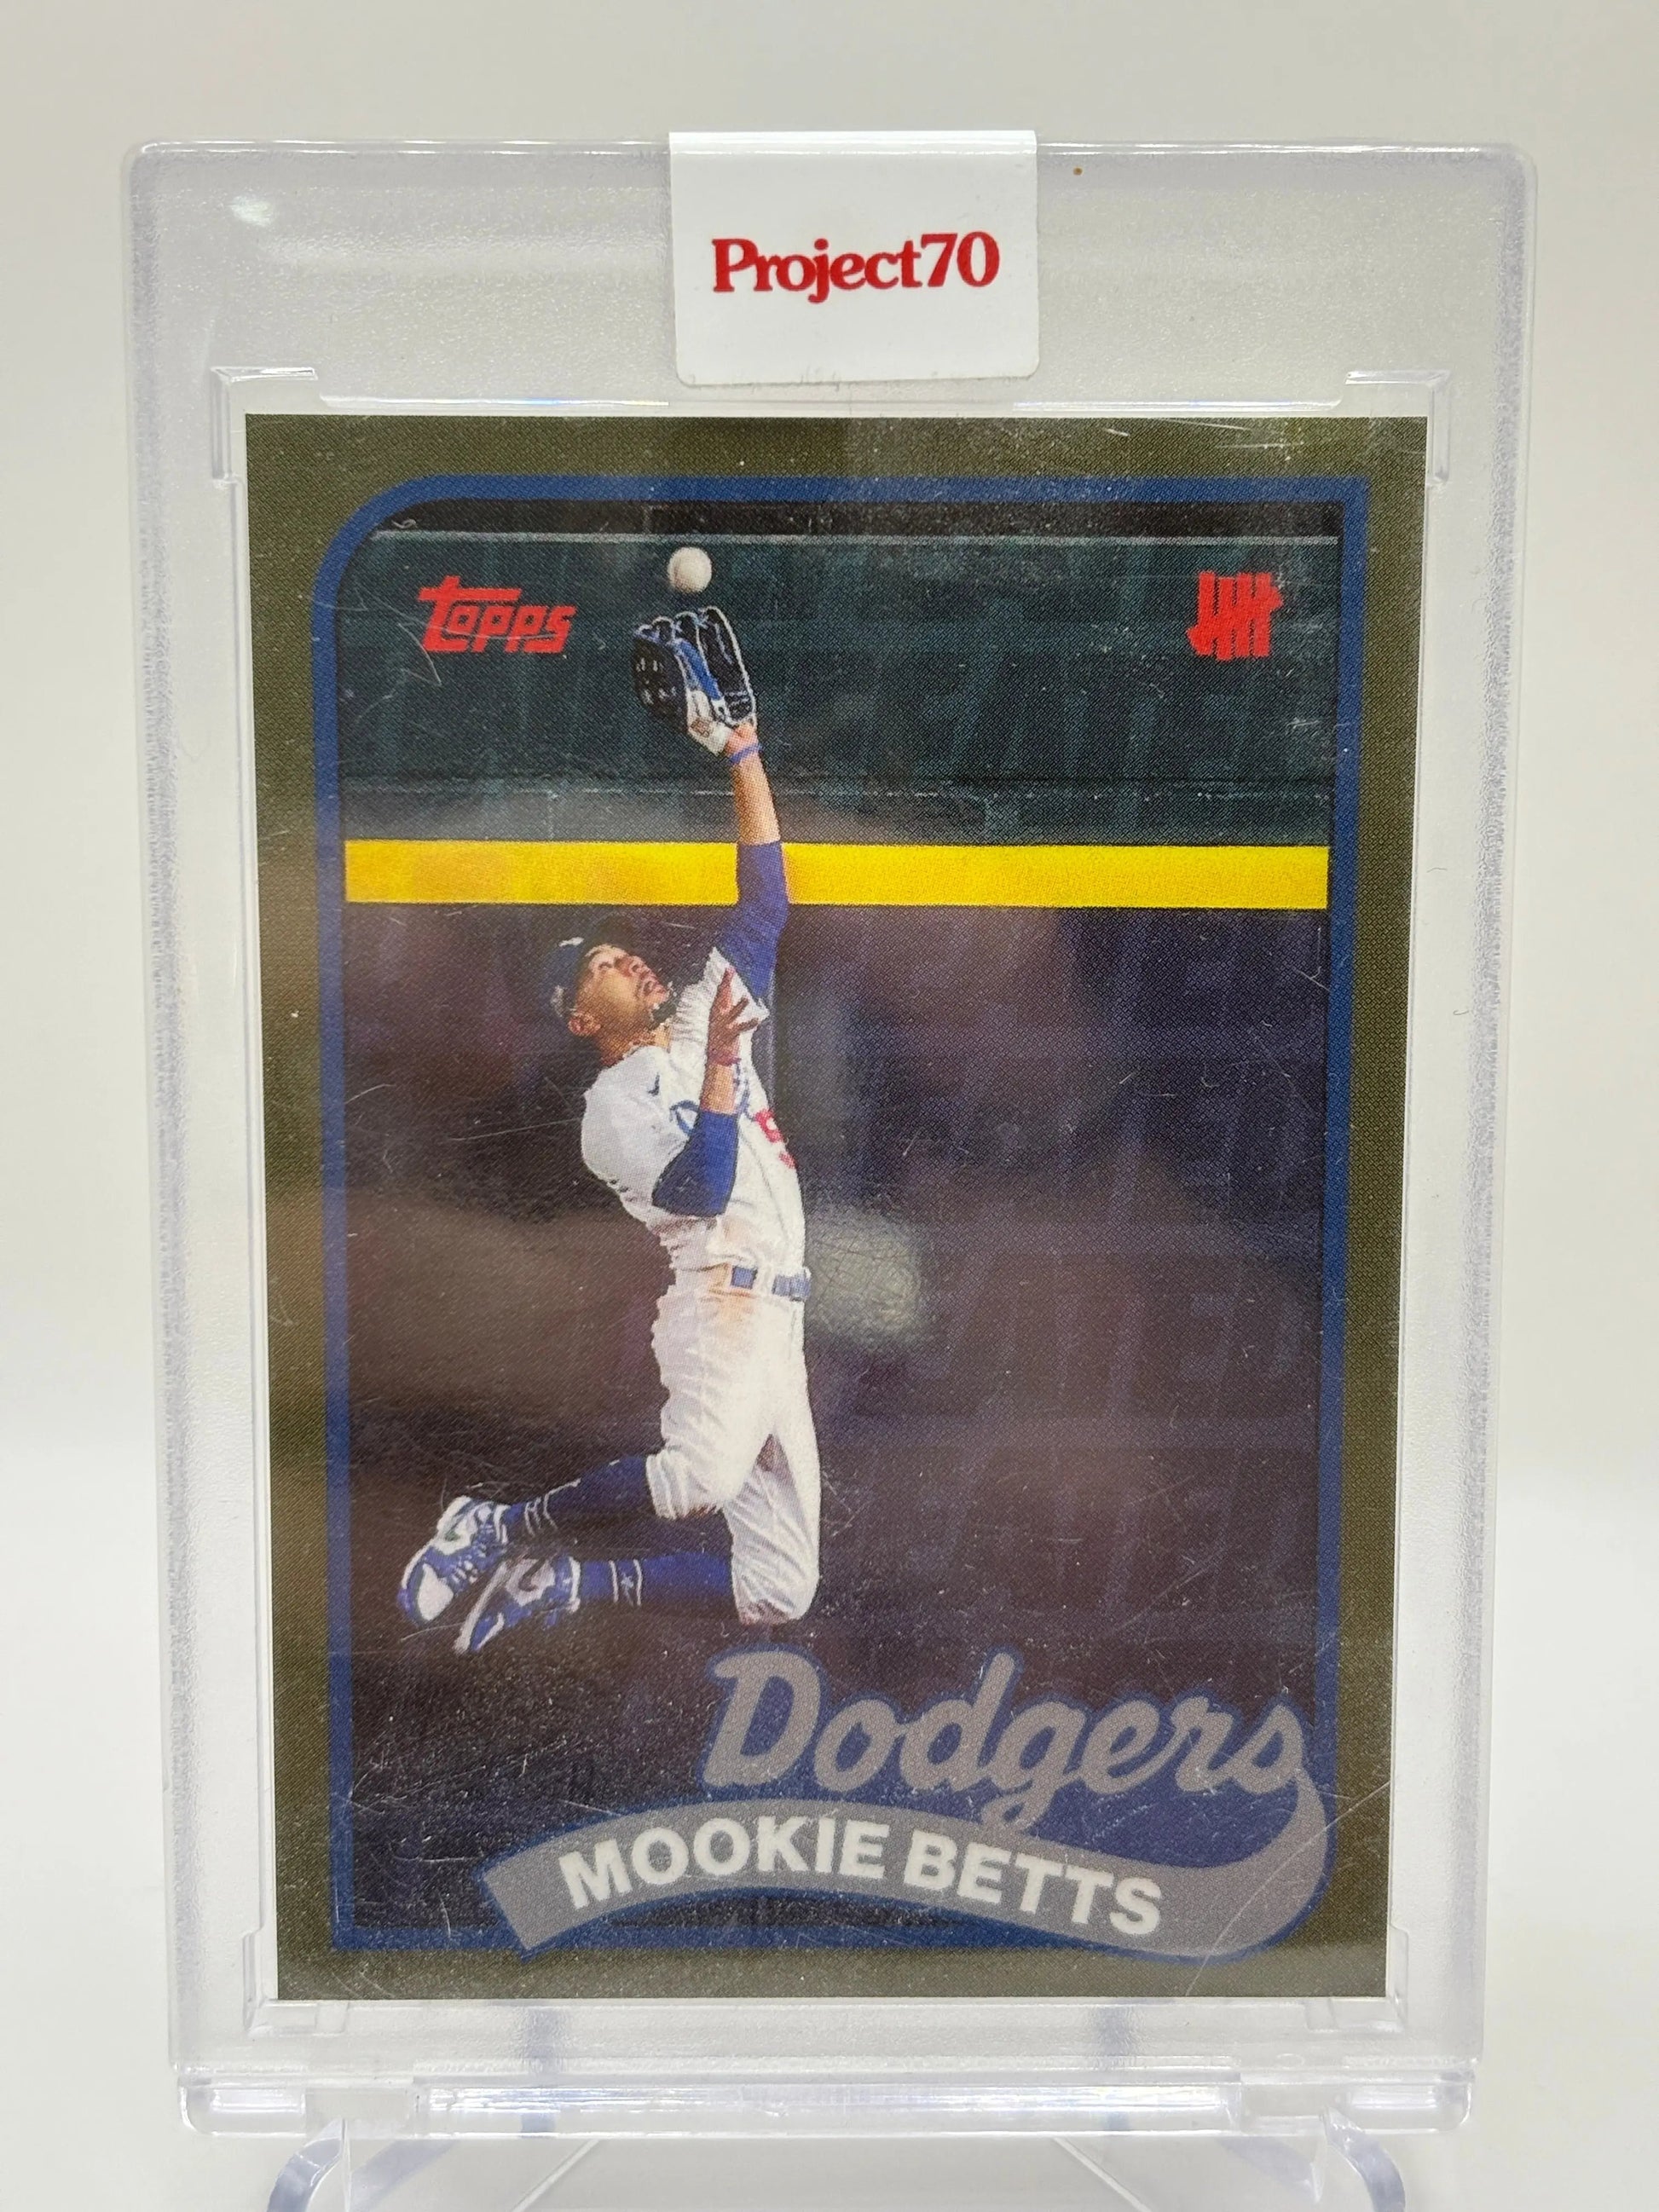 Project70
Topps
Dodgers
MOOKIE BETTS